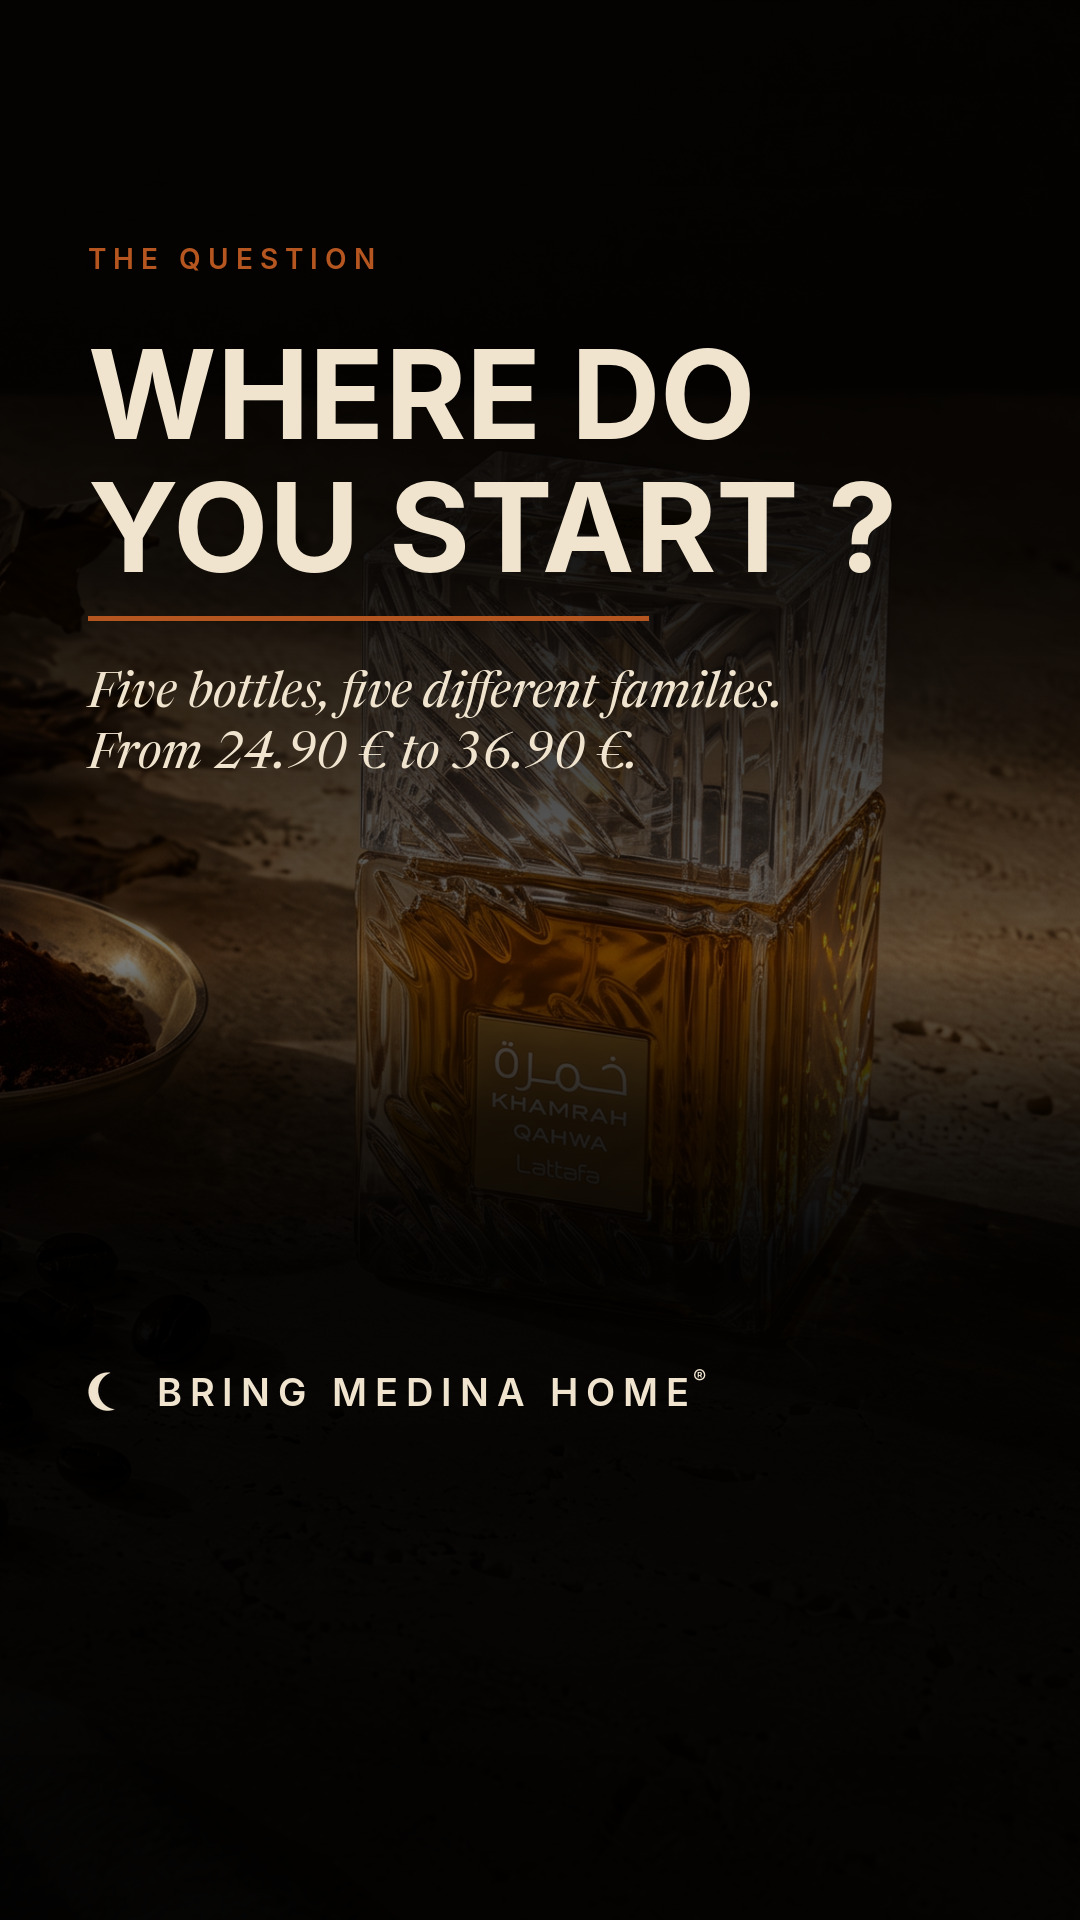 THE QUESTION
WHERE DO
YOU START ?
Five bottles, five different families.
From 24.90 € to 36.90 €.
خمرة
KHAMRAH
QAHWA
Lattafa
BRING MEDINA HOME®